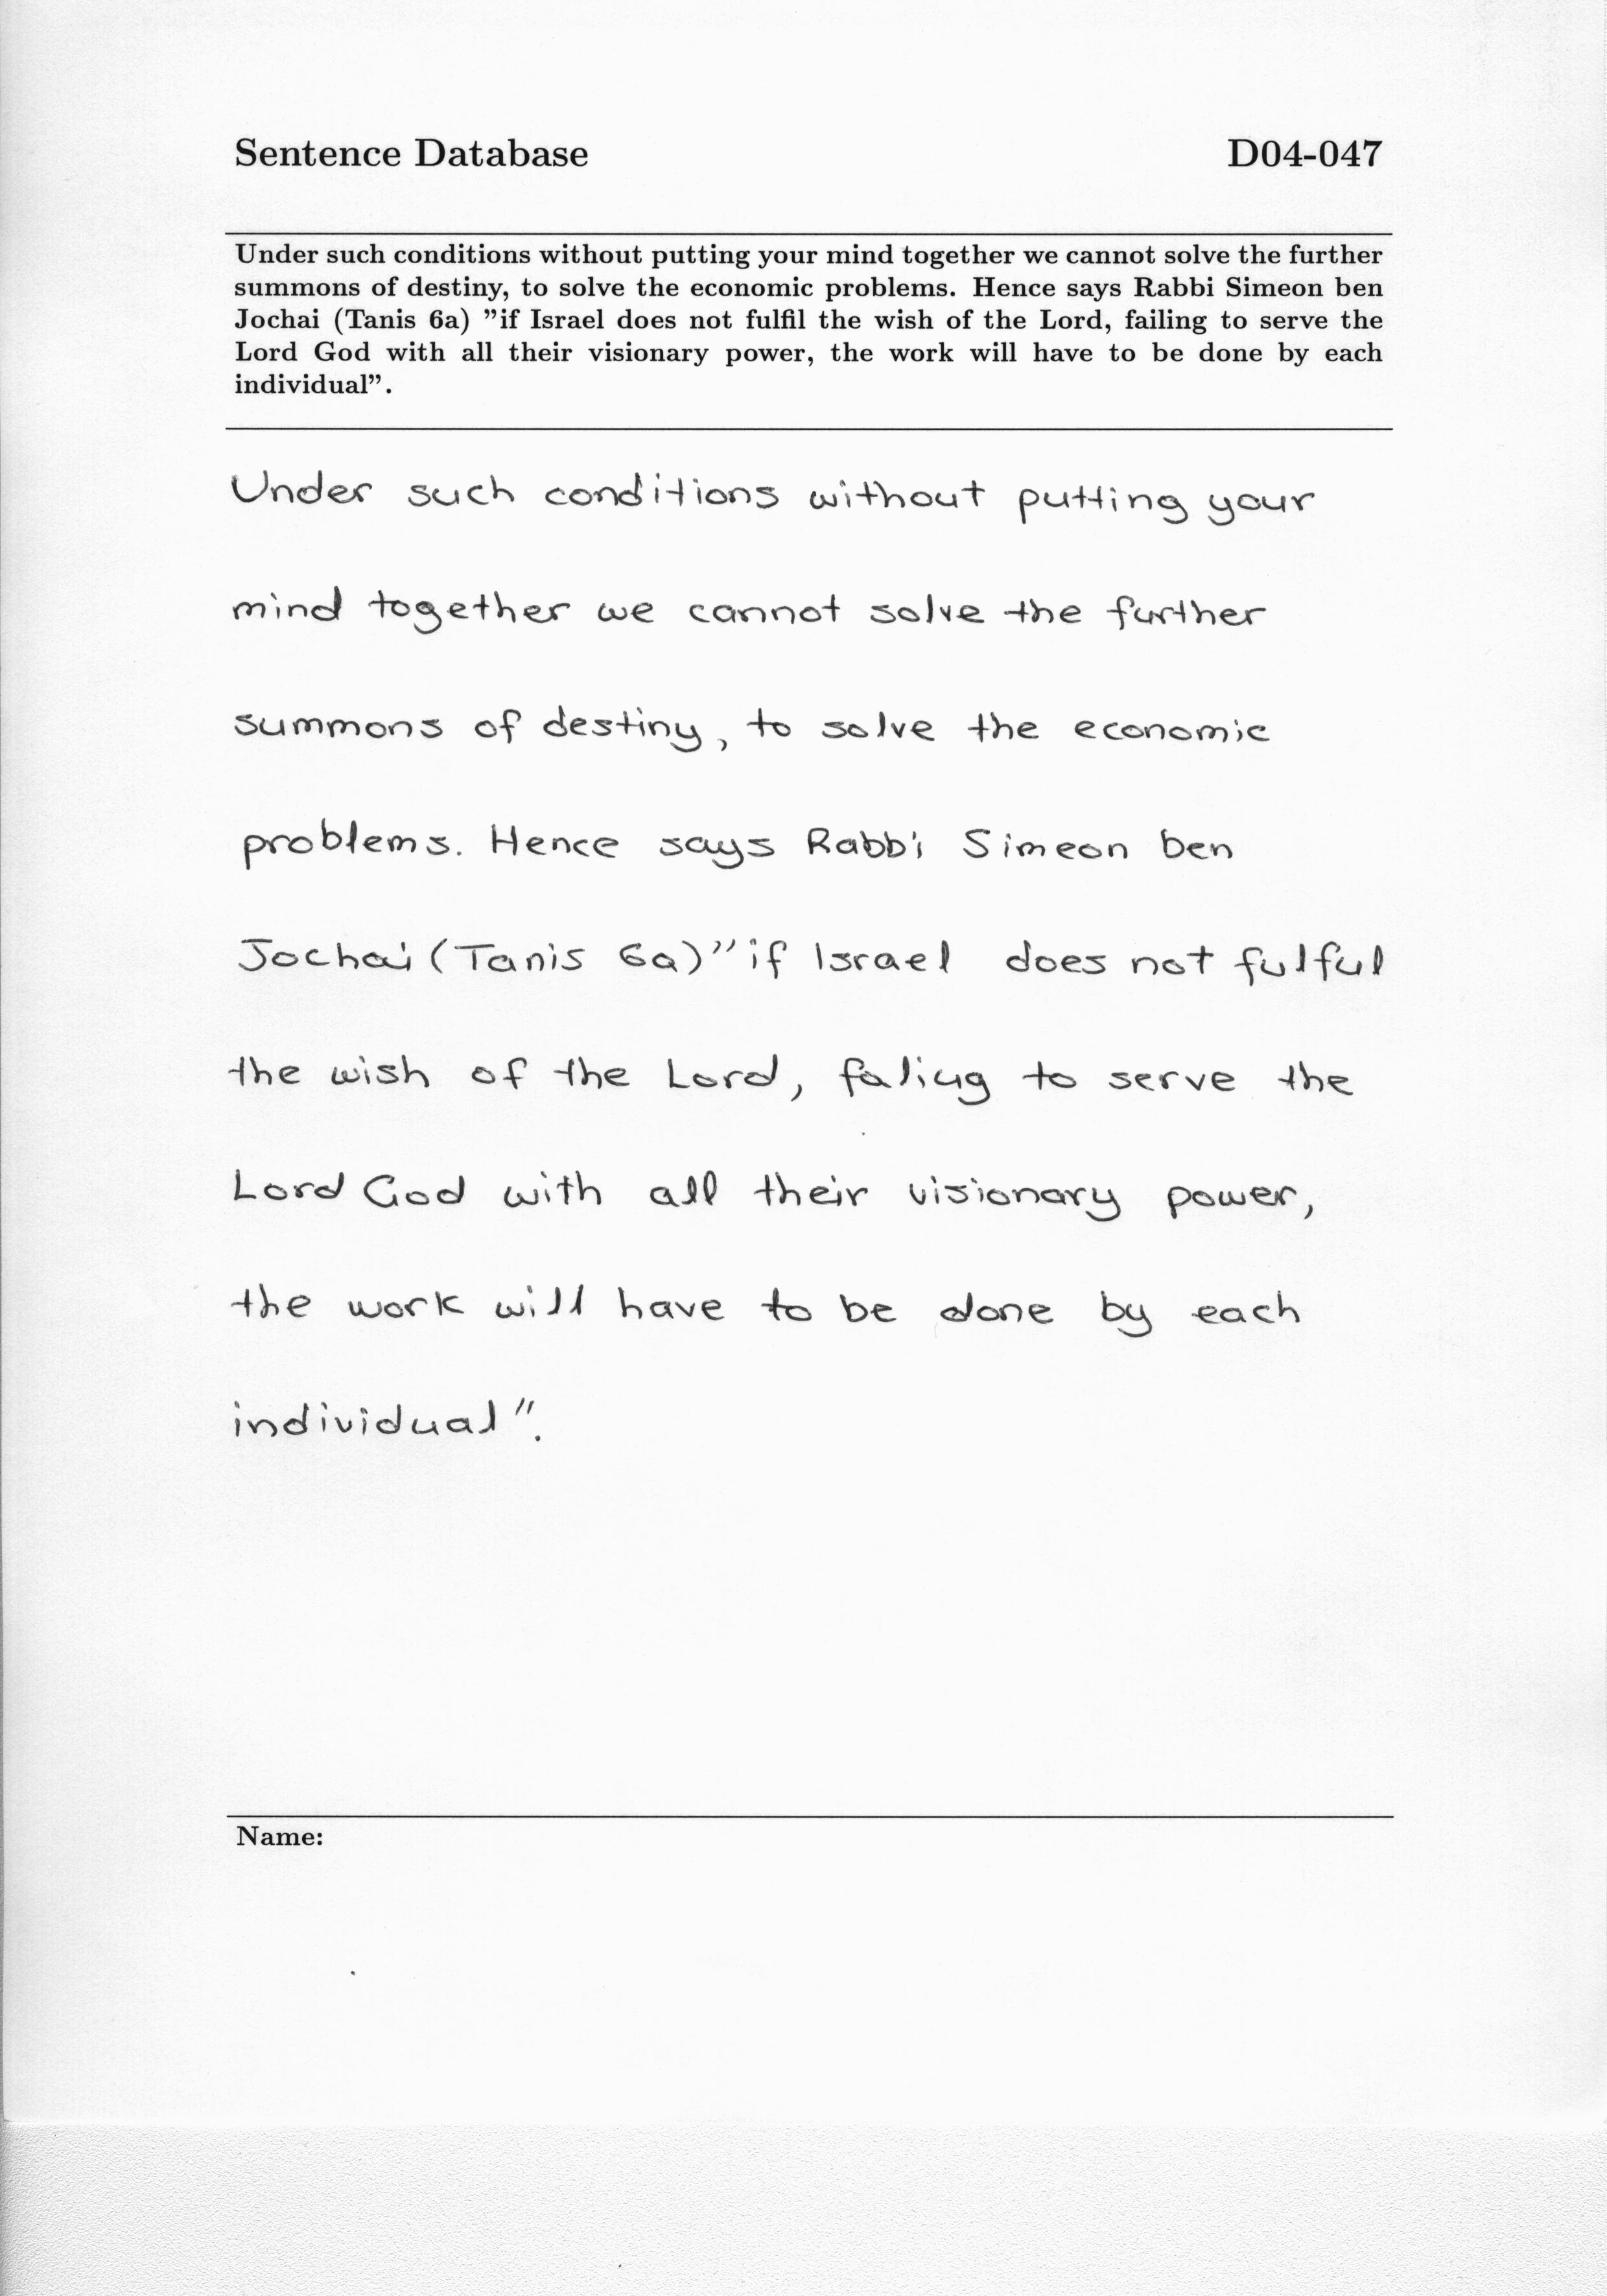 Sentence Database D04-047
Under such conditions without putting your mind together we cannot solve the further
summons of destiny, to solve the economic problems. Hence says Rabbi Simeon ben
Jochai (Tanis 6a) ”if Israel does not fulfil the wish of the Lord, failing to serve the
Lord God with all their visionary power, the work will have to be done by each
individual”.
Under such conditions without putting your
mind together we cannot solve the further
summons of destiny, to solve the economic
problems. Hence says Rabbi Simeon ben
Jochai (Tanis 6a) ”if Israel does not fulful
the wish of the Lord, faliug to serve the
Lord God with all their visionary power,
the work will have to be done by each
individual”.
Name: